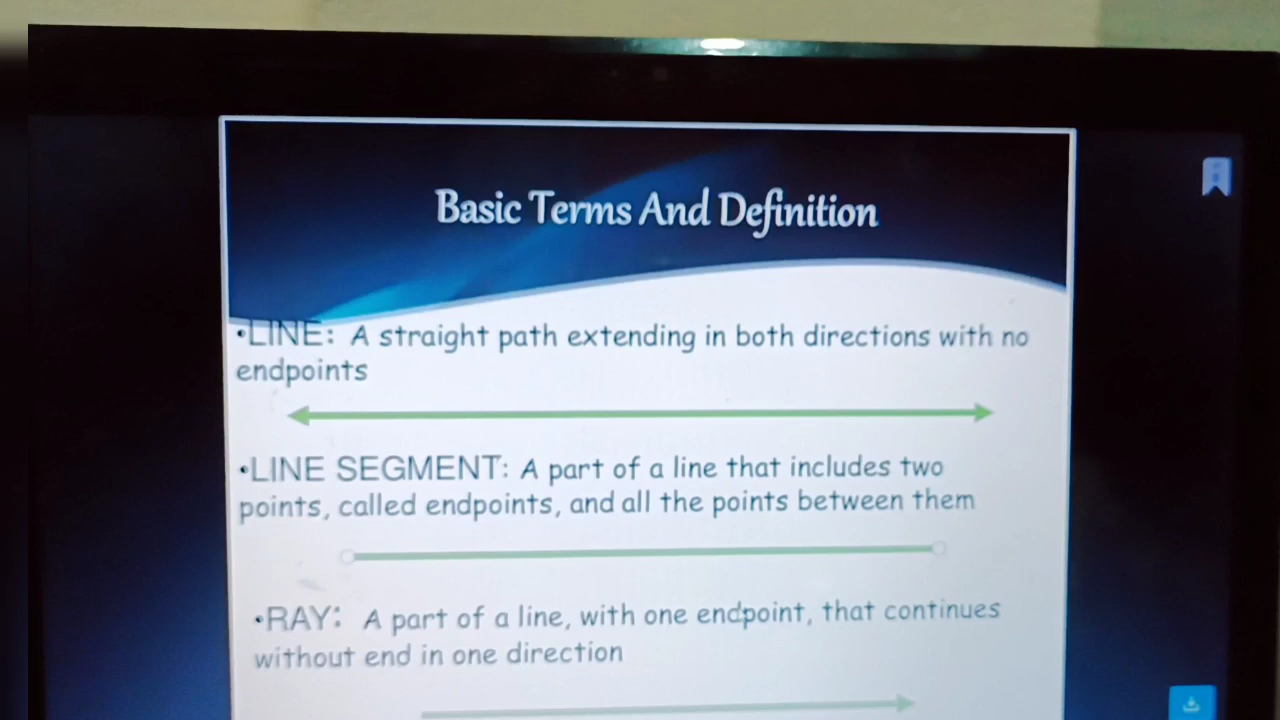 Basic Terms And Definition
•LINE: A straight path extending in both directions with no
endpoints
•LINE SEGMENT: A part of a line that includes two
points, called endpoints, and all the points between them
•RAY: A part of a line, with one endpoint, that continues
without end in one direction